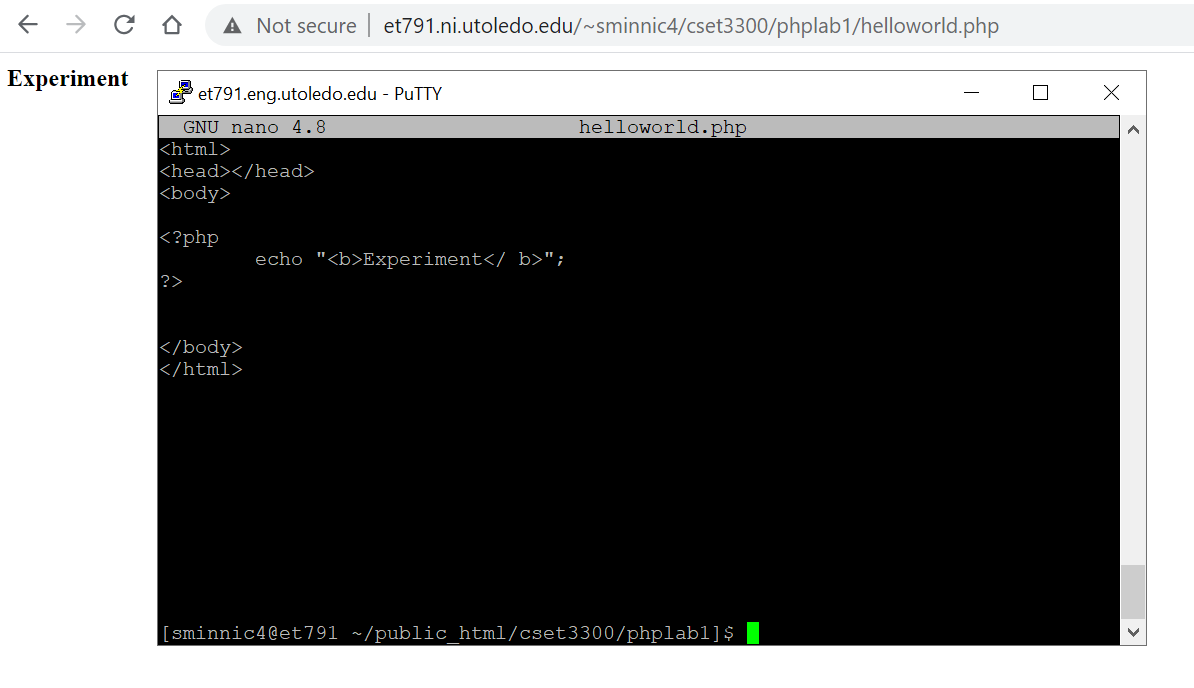 Not secure | et791.ni.utoledo.edu/~sminnic4/cset3300/phplab1/helloworld.php
Experiment
et791.eng.utoledo.edu - PuTTY
GNU nano 4.8 helloworld.php
<html>
<head></head>
<body>
<?php
echo "<b>Experiment</ b>";
?>
</body>
</html>
[sminnic4@et791 ~/public_html/cset3300/phplab1]$